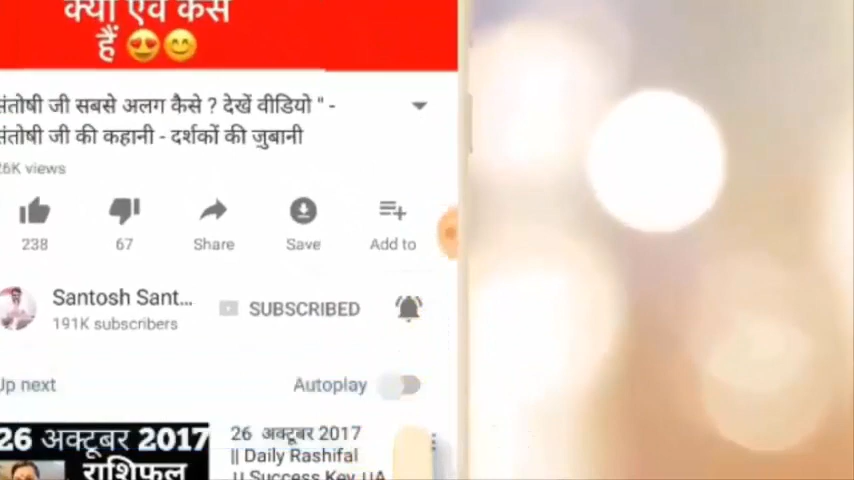 क्यों एवं कैसे
हैं 😍😊
संतोषी जी सबसे अलग कैसे ? देखें वीडियो " -
संतोषी जी की कहानी - दर्शकों की जुबानी
26K views
238
67
Share
Save
Add to
Santosh Sant...
191K subscribers
SUBSCRIBED
Up next
Autoplay
26 अक्टूबर 2017
राशिफल
26 अक्टूबर 2017
|| Daily Rashifal
|| Success Key